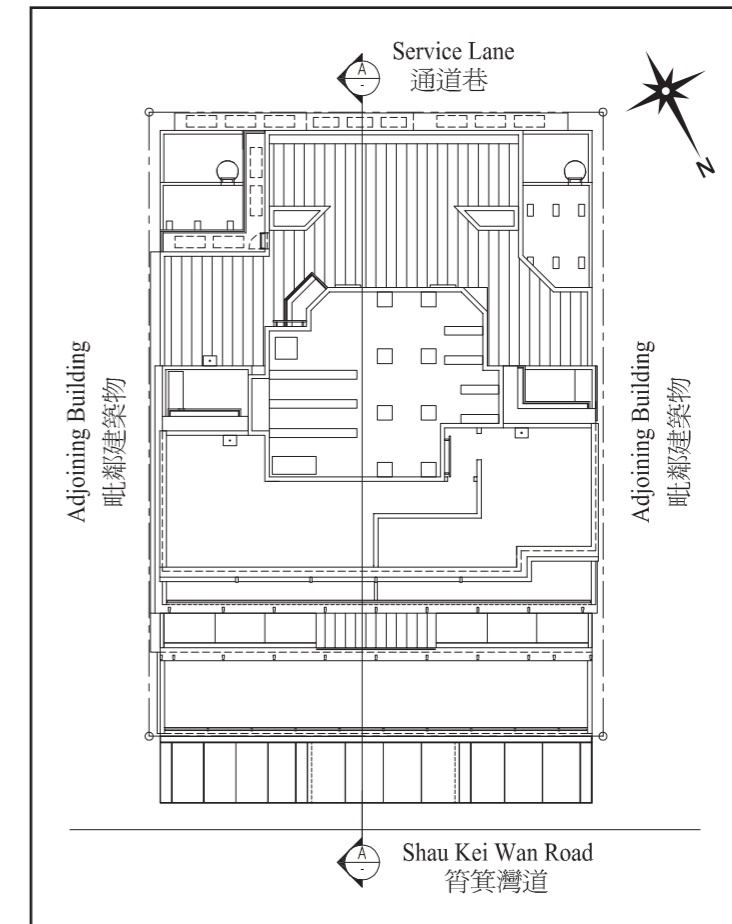 Service Lane
通道巷
A
-
N
Adjoining Building
毗鄰建築物
Adjoining Building
毗鄰建築物
A
-
Shau Kei Wan Road
筲箕灣道